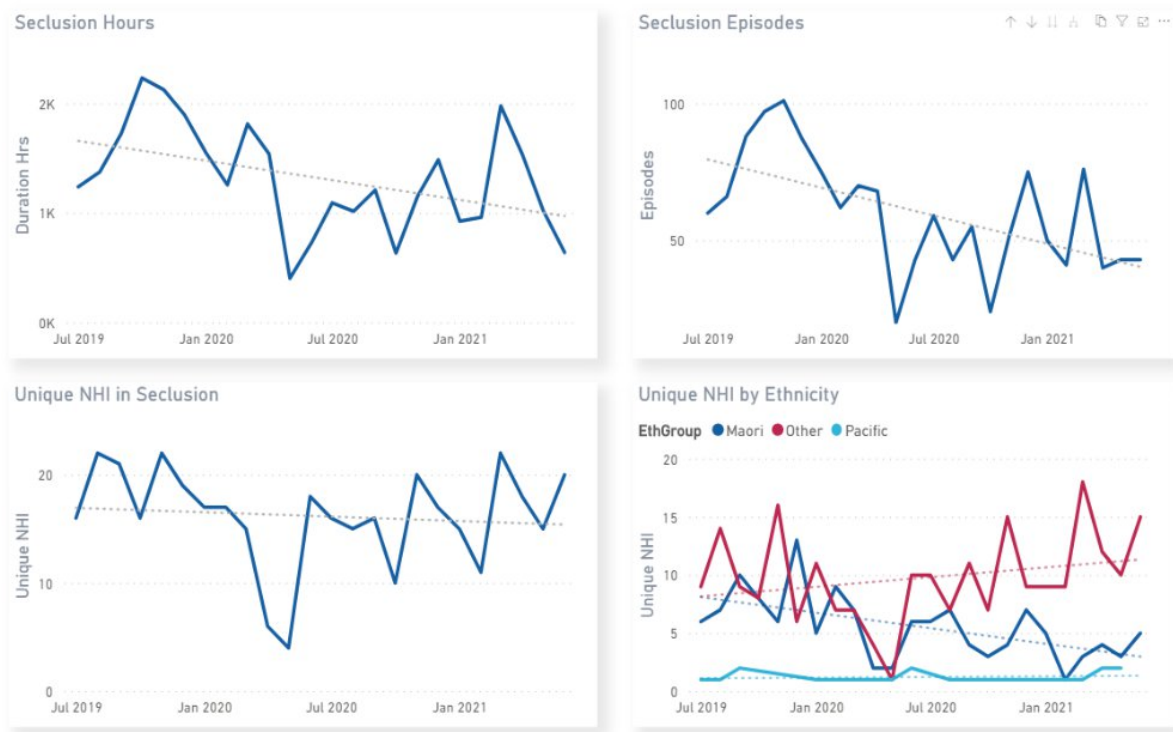 Seclusion Hours
2K
1K
0K
Duration Hrs
Jul 2019 Jan 2020 Jul 2020 Jan 2021
Seclusion Episodes
100
50
Episodes
Jul 2019 Jan 2020 Jul 2020 Jan 2021
Unique NHI in Seclusion
20
10
0
Unique NHI
Jul 2019 Jan 2020 Jul 2020 Jan 2021
Unique NHI by Ethnicity
EthGroup Maori Other Pacific
20
15
10
5
0
Unique NHI
Jul 2019 Jan 2020 Jul 2020 Jan 2021